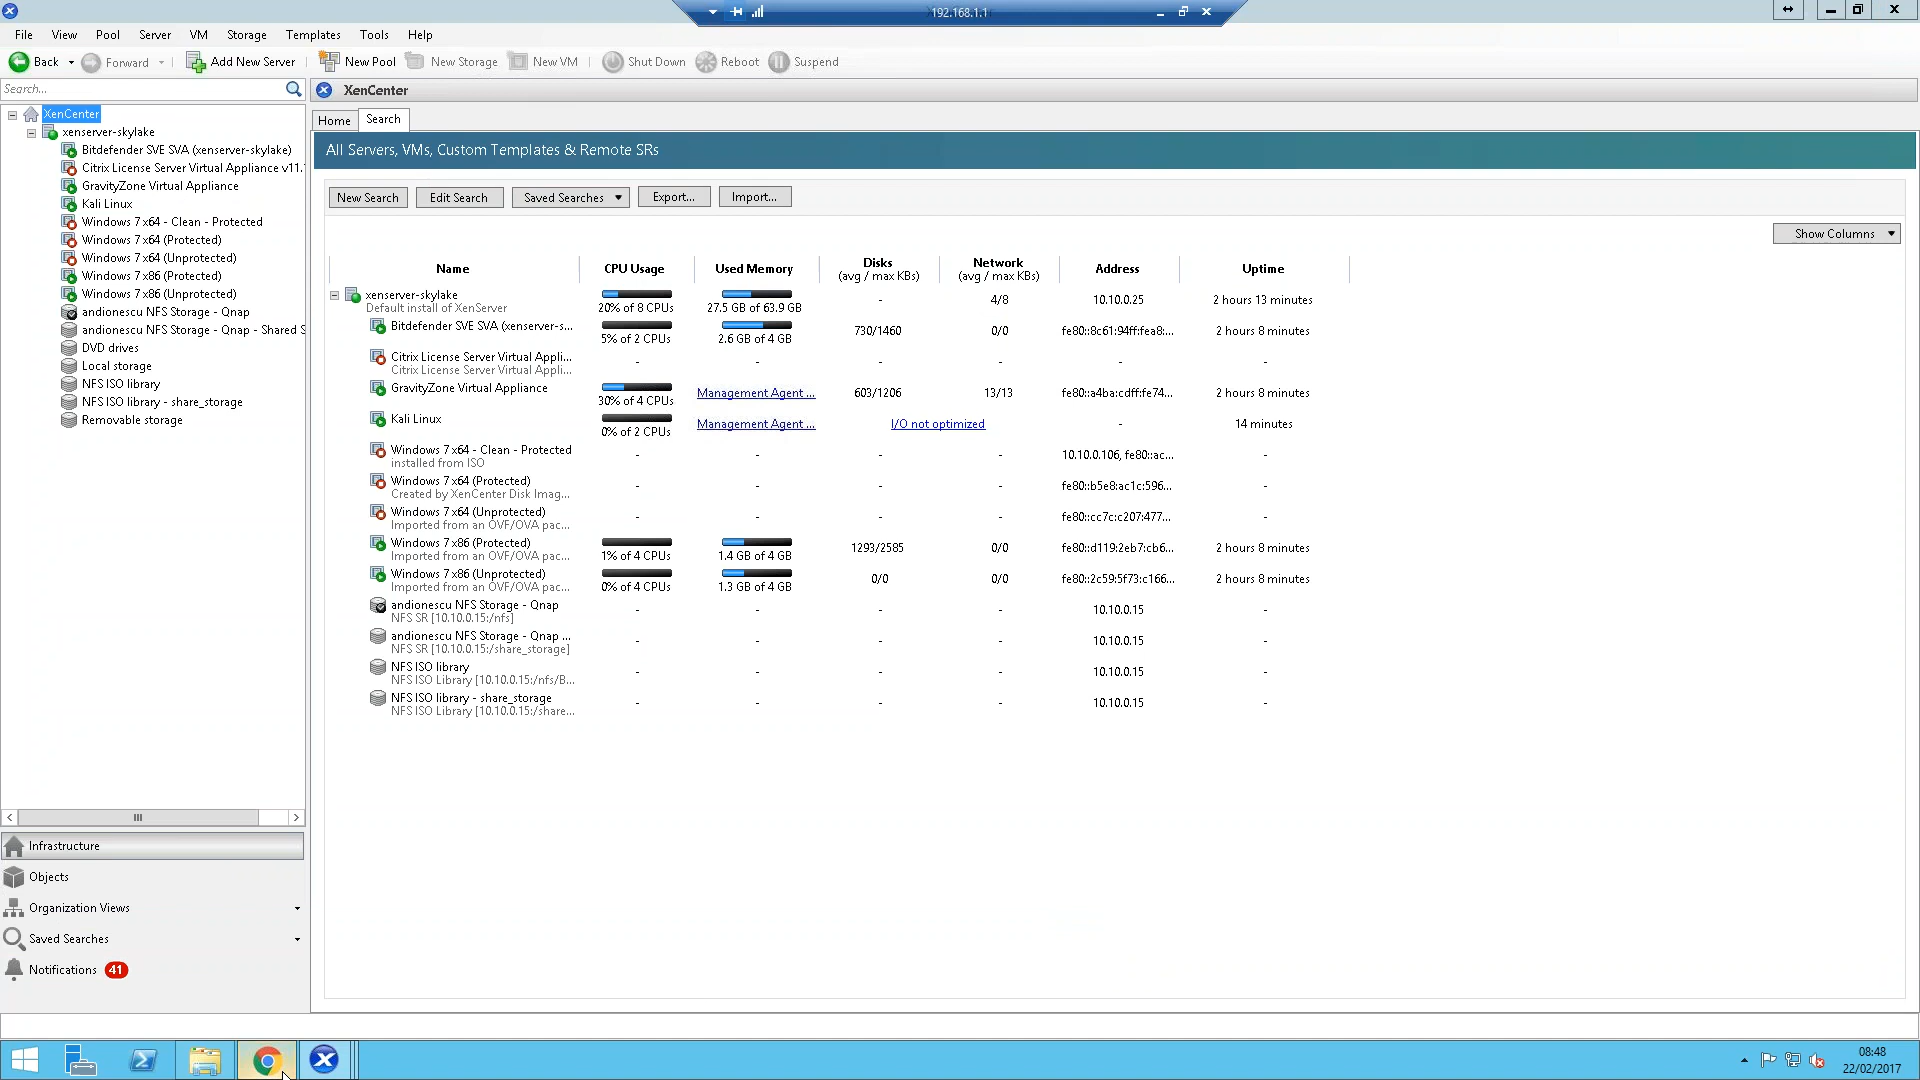 192.168.1.1
File View Pool Server VM Storage Templates Tools Help
Back Forward Add New Server New Pool New Storage New VM Shut Down Reboot Suspend
Search...
XenCenter
xenserver-skylake
Bitdefender SVE SVA (xenserver-skylake)
Citrix License Server Virtual Appliance v11.
GravityZone Virtual Appliance
Kali Linux
Windows 7 x64 - Clean - Protected
Windows 7 x64 (Protected)
Windows 7 x64 (Unprotected)
Windows 7 x86 (Protected)
Windows 7 x86 (Unprotected)
andionescu NFS Storage - Qnap
andionescu NFS Storage - Qnap - Shared S
DVD drives
Local storage
NFS ISO library
NFS ISO library - share_storage
Removable storage
Infrastructure
Objects
Organization Views
Saved Searches
Notifications 41
XenCenter
Home Search
All Servers, VMs, Custom Templates & Remote SRs
New Search Edit Search Saved Searches Export... Import...
Show Columns
Name CPU Usage Used Memory Disks Network Address Uptime
(avg / max KBs) (avg / max KBs)
xenserver-skylake - 4/8 10.10.0.25 2 hours 13 minutes
Default install of XenServer 20% of 8 CPUs 27.5 GB of 63.9 GB
Bitdefender SVE SVA (xenserver-s... 730/1460 0/0 fe80::8c61:94ff:fea8:... 2 hours 8 minutes
5% of 2 CPUs 2.6 GB of 4 GB
Citrix License Server Virtual Appli... - - - - - -
Citrix License Server Virtual Appli...
GravityZone Virtual Appliance Management Agent ... 603/1206 13/13 fe80::a4ba:cdff:fe74... 2 hours 8 minutes
30% of 4 CPUs
Kali Linux Management Agent ... I/O not optimized - 14 minutes
0% of 2 CPUs
Windows 7 x64 - Clean - Protected - - - - 10.10.0.106, fe80::ac... -
installed from ISO
Windows 7 x64 (Protected) - - - - fe80::b5e8:ac1c:596... -
Created by XenCenter Disk Imag...
Windows 7 x64 (Unprotected) - - - - fe80::cc7c:c207:477... -
Imported from an OVF/OVA pac...
Windows 7 x86 (Protected) 1293/2585 0/0 fe80::d119:2eb7:cb6... 2 hours 8 minutes
Imported from an OVF/OVA pac... 1% of 4 CPUs 1.4 GB of 4 GB
Windows 7 x86 (Unprotected) 0/0 0/0 fe80::2c59:5f73:c166... 2 hours 8 minutes
Imported from an OVF/OVA pac... 0% of 4 CPUs 1.3 GB of 4 GB
andionescu NFS Storage - Qnap - - - - 10.10.0.15 -
NFS SR [10.10.0.15:/nfs]
andionescu NFS Storage - Qnap ... - - - - 10.10.0.15 -
NFS SR [10.10.0.15:/share_storage]
NFS ISO library - - - - 10.10.0.15 -
NFS ISO Library [10.10.0.15:/nfs/B...
NFS ISO library - share_storage - - - - 10.10.0.15 -
NFS ISO Library [10.10.0.15:/share...
08:48
22/02/2017